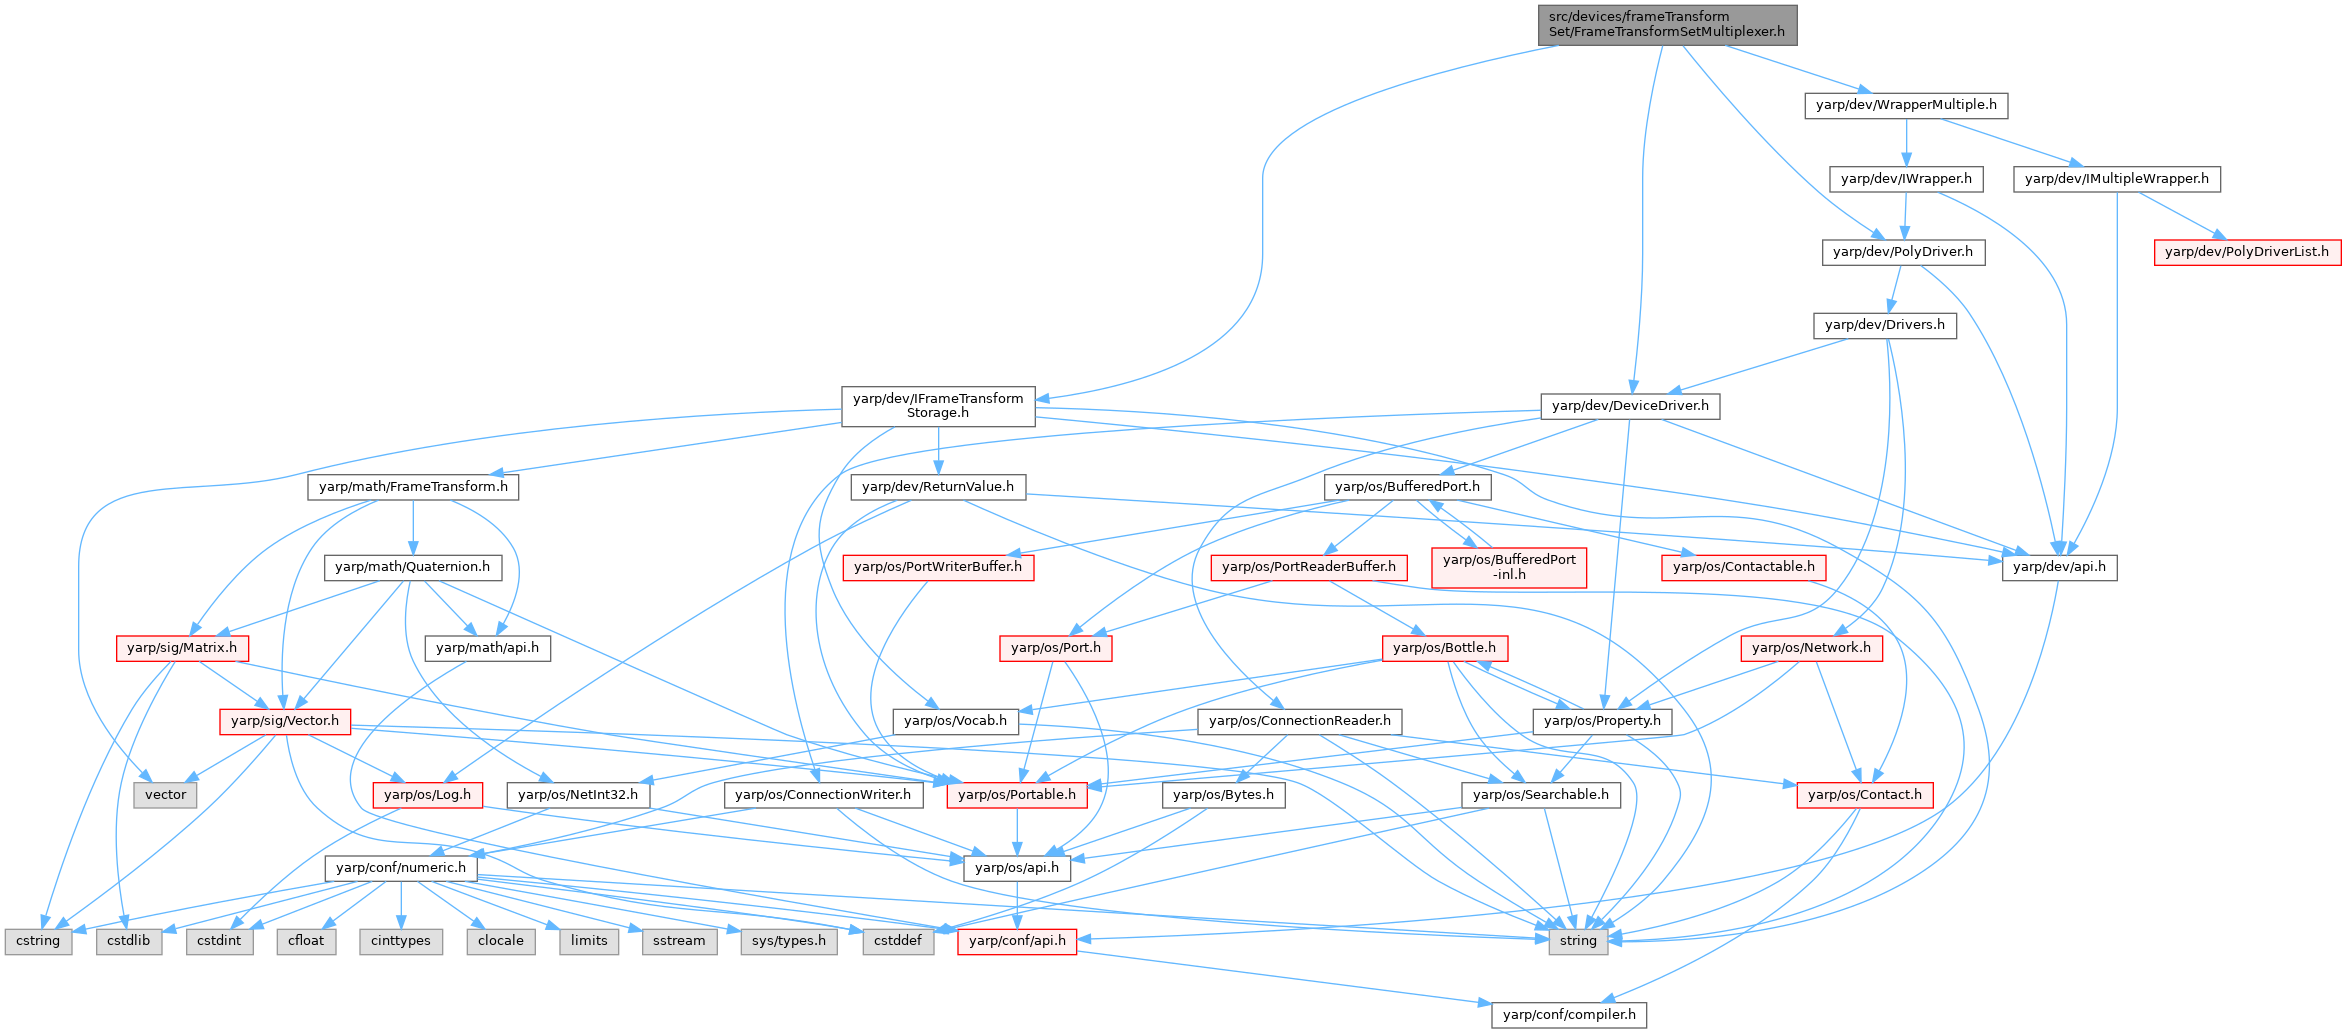 src/devices/frameTransform
Set/FrameTransformSetMultiplexer.h
yarp/dev/WrapperMultiple.h
yarp/dev/IWrapper.h
yarp/dev/IMultipleWrapper.h
yarp/dev/PolyDriver.h
yarp/dev/PolyDriverList.h
yarp/dev/Drivers.h
yarp/dev/IFrameTransform
Storage.h
yarp/dev/DeviceDriver.h
yarp/math/FrameTransform.h
yarp/dev/ReturnValue.h
yarp/os/BufferedPort.h
yarp/math/Quaternion.h
yarp/os/PortWriterBuffer.h
yarp/os/PortReaderBuffer.h
yarp/os/BufferedPort
-inl.h
yarp/os/Contactable.h
yarp/dev/api.h
yarp/sig/Matrix.h
yarp/math/api.h
yarp/os/Port.h
yarp/os/Bottle.h
yarp/os/Network.h
yarp/sig/Vector.h
yarp/os/Vocab.h
yarp/os/ConnectionReader.h
yarp/os/Property.h
vector
yarp/os/Log.h
yarp/os/NetInt32.h
yarp/os/ConnectionWriter.h
yarp/os/Portable.h
yarp/os/Bytes.h
yarp/os/Searchable.h
yarp/os/Contact.h
yarp/conf/numeric.h
yarp/os/api.h
cstring
cstdlib
cstdint
cfloat
cinttypes
clocale
limits
sstream
sys/types.h
cstddef
yarp/conf/api.h
string
yarp/conf/compiler.h